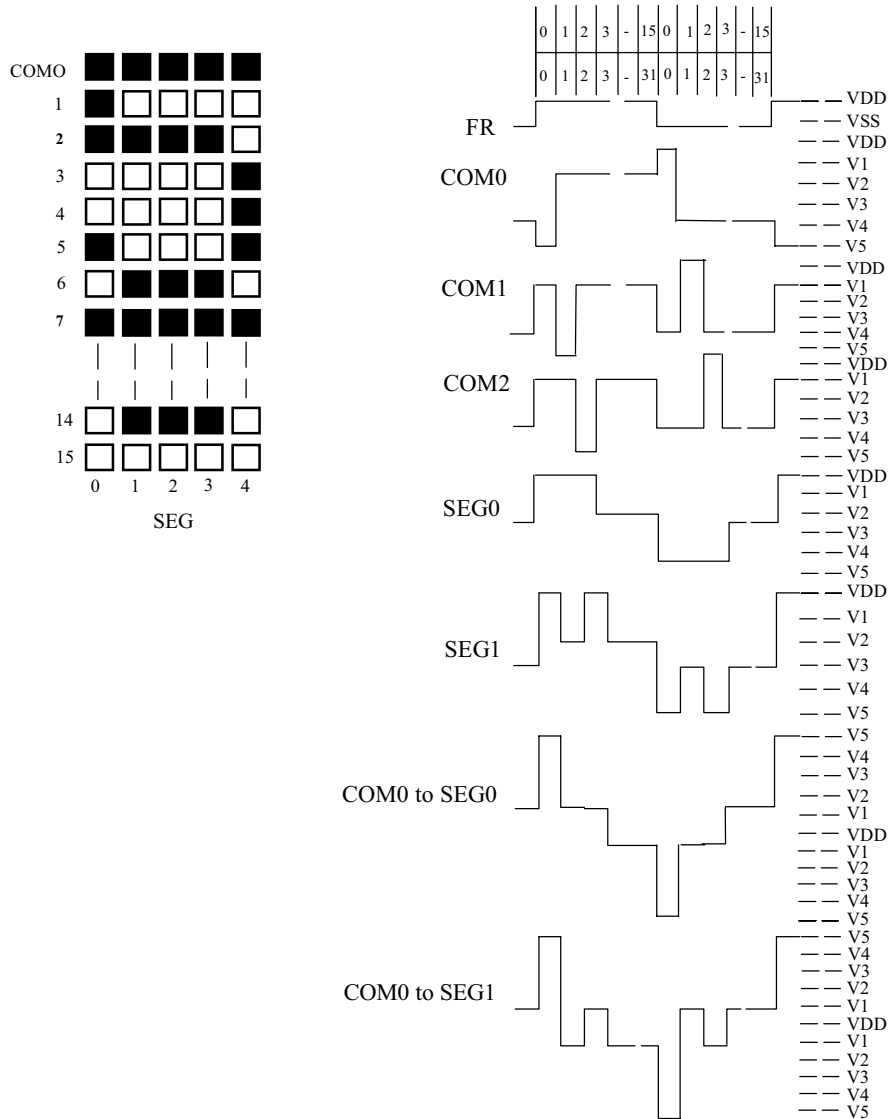 COMO
1
2
3
4
5
6
7
14
15
0 1 2 3 4
SEG
0 1 2 3 - 15 0 1 2 3 - 15
0 1 2 3 - 31 0 1 2 3 - 31
FR
VDD
VSS
COM0
VDD
V1
V2
V3
V4
V5
COM1
VDD
V1
V2
V3
V4
V5
COM2
VDD
V1
V2
V3
V4
V5
SEG0
VDD
V1
V2
V3
V4
V5
SEG1
VDD
V1
V2
V3
V4
V5
COM0 to SEG0
V5
V4
V3
V2
V1
VDD
V1
V2
V3
V4
V5
COM0 to SEG1
V5
V4
V3
V2
V1
VDD
V1
V2
V3
V4
V5